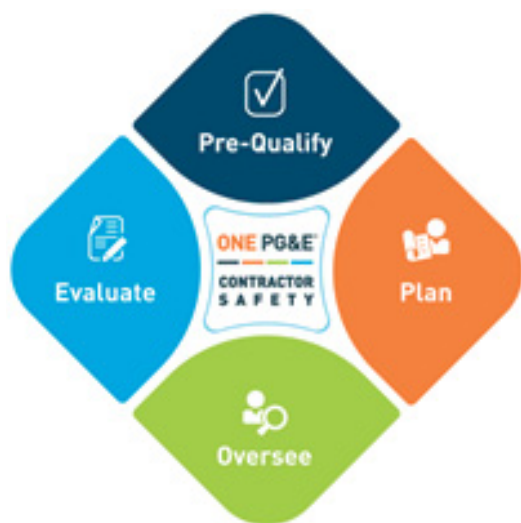 Pre-Qualify
Evaluate
ONE PG&E®
CONTRACTOR
SAFETY
Plan
Oversee